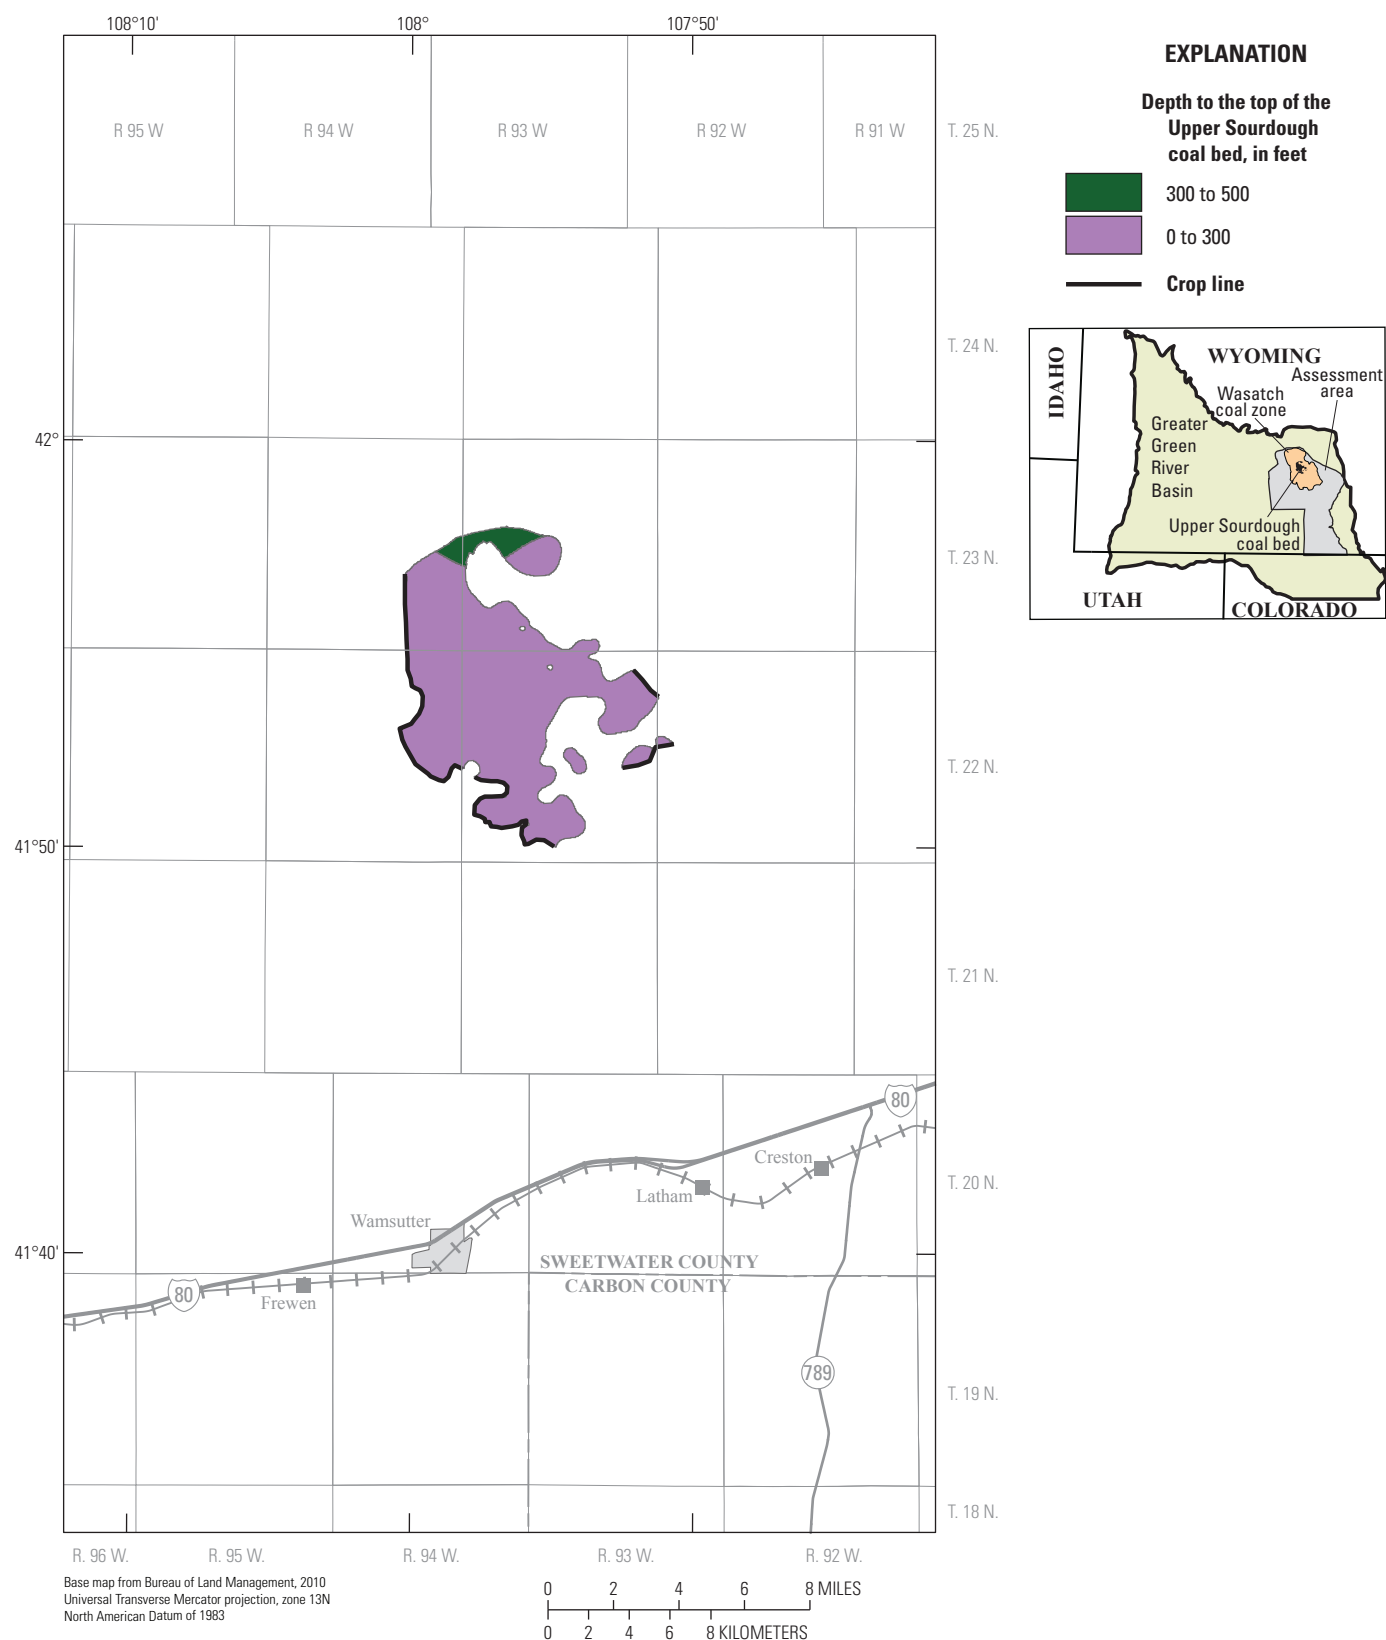 108°10'
108°
107°50'
R 95 W
R 94 W
R 93 W
R 92 W
R 91 W
T. 25 N.
T. 24 N.
42°
T. 23 N.
T. 22 N.
41°50'
T. 21 N.
80
Creston
Latham
T. 20 N.
Wamsutter
41°40'
SWEETWATER COUNTY
CARBON COUNTY
80
Frewen
789
T. 19 N.
T. 18 N.
R. 96 W.
R. 95 W.
R. 94 W.
R. 93 W.
R. 92 W.
Base map from Bureau of Land Management, 2010
Universal Transverse Mercator projection, zone 13N
North American Datum of 1983
0 2 4 6 8 MILES
0 2 4 6 8 KILOMETERS
EXPLANATION
Depth to the top of the
Upper Sourdough
coal bed, in feet
300 to 500
0 to 300
Crop line
IDAHO
WYOMING
Assessment
area
Wasatch
coal zone
Greater
Green
River
Basin
Upper Sourdough
coal bed
UTAH
COLORADO